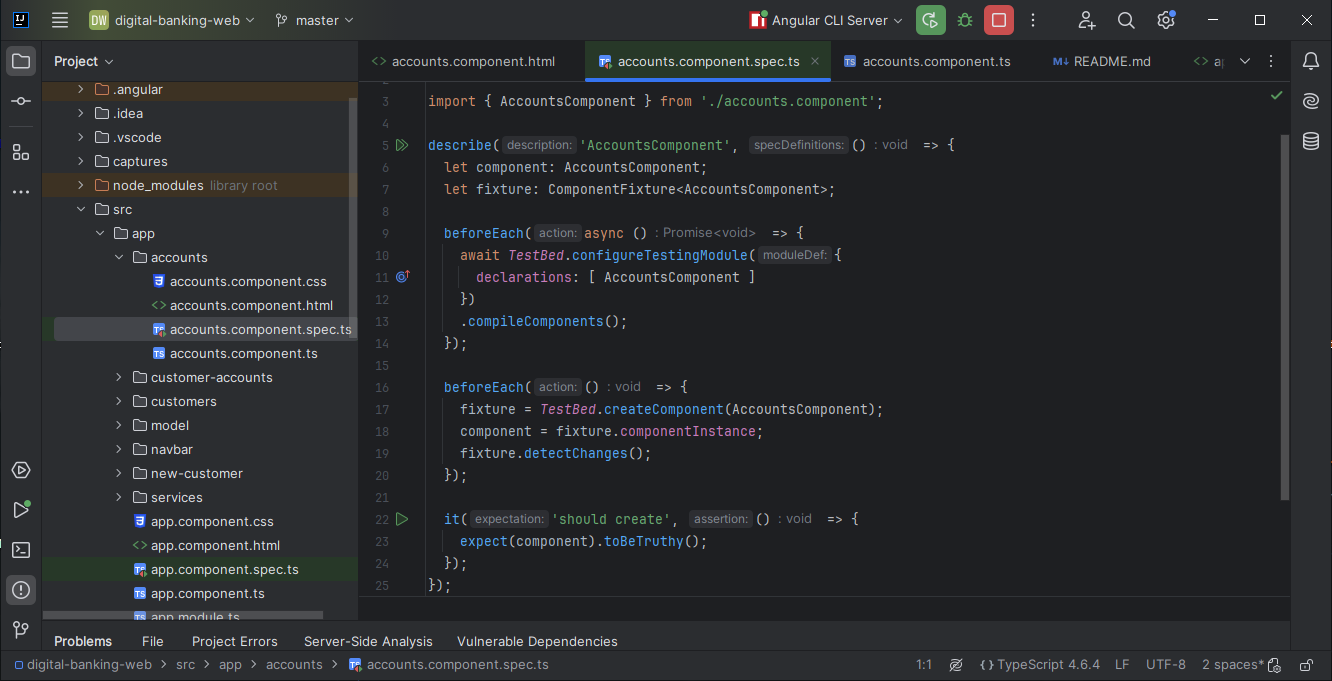 DW digital-banking-web master Angular CLI Server
Project
.angular
.idea
.vscode
captures
node_modules library root
src
app
accounts
accounts.component.css
accounts.component.html
accounts.component.spec.ts
accounts.component.ts
customer-accounts
customers
model
navbar
new-customer
services
app.component.css
app.component.html
app.component.spec.ts
app.component.ts
app.module.ts
<> accounts.component.html accounts.component.spec.ts accounts.component.ts README.md
3 import { AccountsComponent } from './accounts.component';
4
5 describe( description: 'AccountsComponent', specDefinitions: () : void => {
6 let component: AccountsComponent;
7 let fixture: ComponentFixture<AccountsComponent>;
8
9 beforeEach( action: async () : Promise<void> => {
10 await TestBed.configureTestingModule( moduleDef: {
11 declarations: [ AccountsComponent ]
12 })
13 .compileComponents();
14 });
15
16 beforeEach( action: () : void => {
17 fixture = TestBed.createComponent(AccountsComponent);
18 component = fixture.componentInstance;
19 fixture.detectChanges();
20 });
21
22 it( expectation: 'should create', assertion: () : void => {
23 expect(component).toBeTruthy();
24 });
25 });
Problems File Project Errors Server-Side Analysis Vulnerable Dependencies
digital-banking-web > src > app > accounts > accounts.component.spec.ts 1:1 {} TypeScript 4.6.4 LF UTF-8 2 spaces*